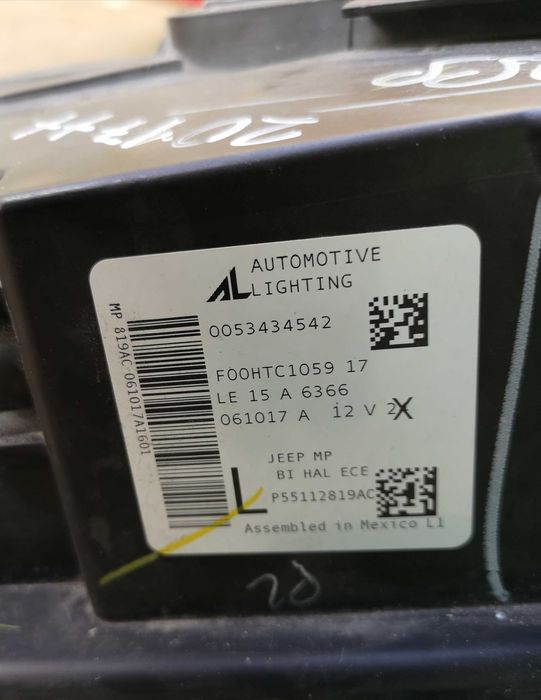 AL AUTOMOTIVE
LIGHTING
0053434542
F00HTC1059 17
LE 15 A 6366
061017 A 12 V 2X
JEEP MP
BI HAL ECE
L P55112819AC
Assembled in Mexico L1
MP 819AC 061017A1601